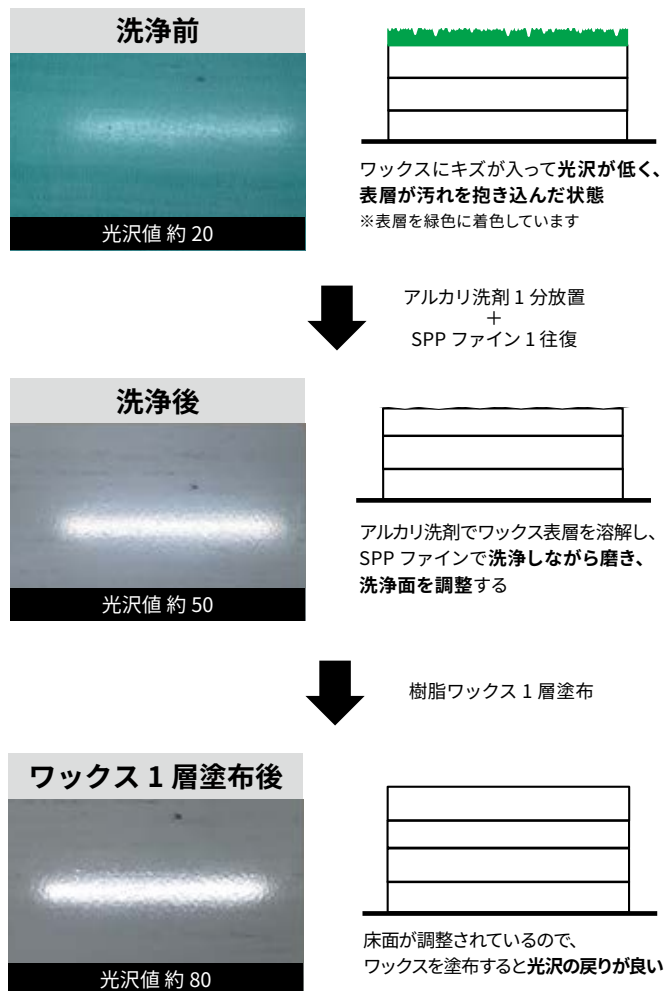 洗浄前
光沢値 約 20
ワックスにキズが入って光沢が低く、
表層が汚れを抱き込んだ状態
※表層を緑色に着色しています
アルカリ洗剤 1 分放置
+
SPP ファイン 1 往復
洗浄後
光沢値 約 50
アルカリ洗剤でワックス表層を溶解し、
SPP ファインで洗浄しながら磨き、
洗浄面を調整する
樹脂ワックス 1 層塗布
ワックス 1 層塗布後
光沢値 約 80
床面が調整されているので、
ワックスを塗布すると光沢の戻りが良い